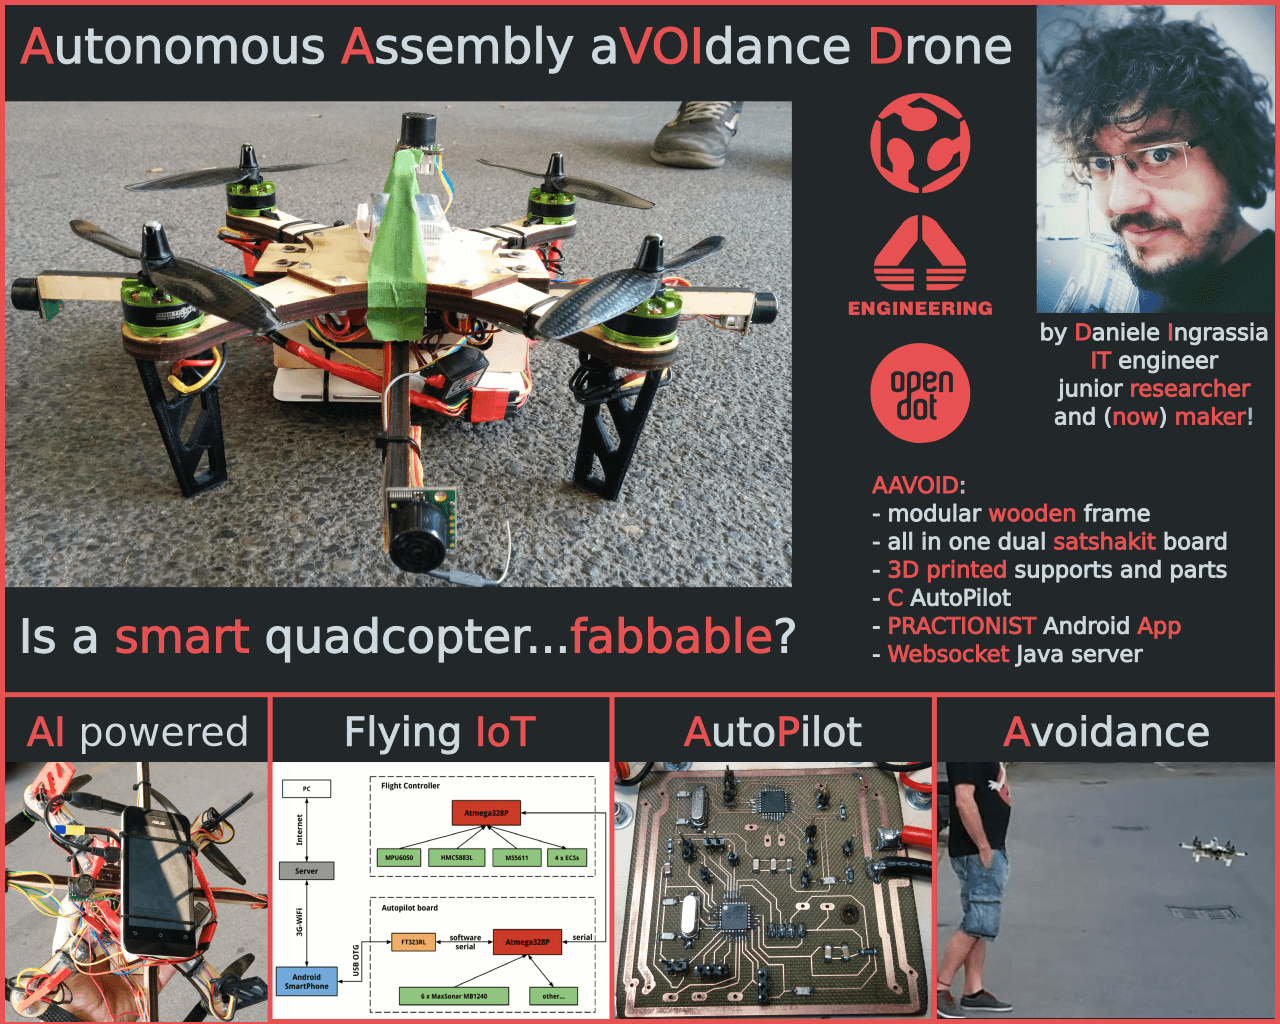 Autonomous Assembly aVOIdance Drone
ENGINEERING
open
dot
by Daniele Ingrassia
IT engineer
junior researcher
and (now) maker!
AAVOID:
- modular wooden frame
- all in one dual satshakit board
- 3D printed supports and parts
- C AutoPilot
- PRACTIONIST Android App
- Websocket Java server
Is a smart quadcopter...fabbable?
AI powered
ASUS
Flying IoT
PC
Internet
Server
3G-WiFi
Android
SmartPhone
USB OTG
Flight Controller
Atmega328P
MPU6050
HMC5883L
MS5611
4 x ECSs
Autopilot board
FT323RL
software
serial
Atmega328P
serial
6 x MaxSonar MB1240
other...
AutoPilot
Avoidance